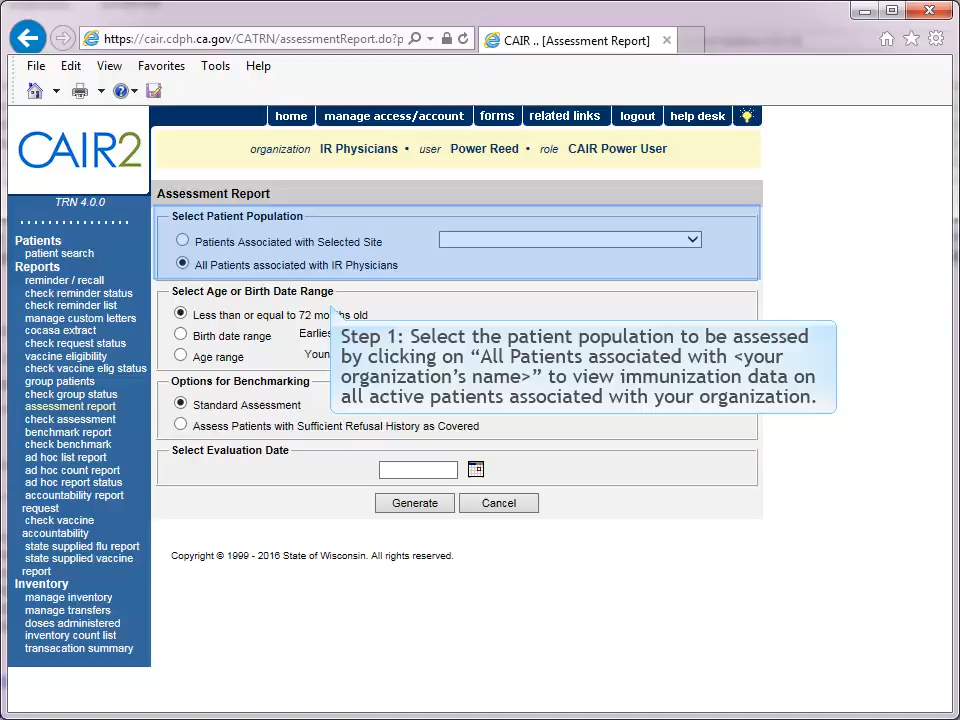 https://cair.cdph.ca.gov/CATRN/assessmentReport.do?p
CAIR .. [Assessment Report]
File Edit View Favorites Tools Help
home manage access/account forms related links logout help desk
CAIR2
organization IR Physicians • user Power Reed • role CAIR Power User
TRN 4.0.0
Patients
patient search
Reports
reminder / recall
check reminder status
check reminder list
manage custom letters
cocasa extract
check request status
vaccine eligibility
check vaccine elig status
group patients
check group status
assessment report
check assessment
benchmark report
check benchmark
ad hoc list report
ad hoc count report
ad hoc report status
accountability report
request
check vaccine
accountability
state supplied flu report
state supplied vaccine
report
Inventory
manage inventory
manage transfers
doses administered
inventory count list
transacation summary
Assessment Report
Select Patient Population
Patients Associated with Selected Site
All Patients associated with IR Physicians
Select Age or Birth Date Range
Less than or equal to 72 months old
Birth date range Earlies
Age range Youn
Step 1: Select the patient population to be assessed
by clicking on “All Patients associated with <your
organization’s name>” to view immunization data on
all active patients associated with your organization.
Options for Benchmarking
Standard Assessment
Assess Patients with Sufficient Refusal History as Covered
Select Evaluation Date
Generate Cancel
Copyright © 1999 - 2016 State of Wisconsin. All rights reserved.